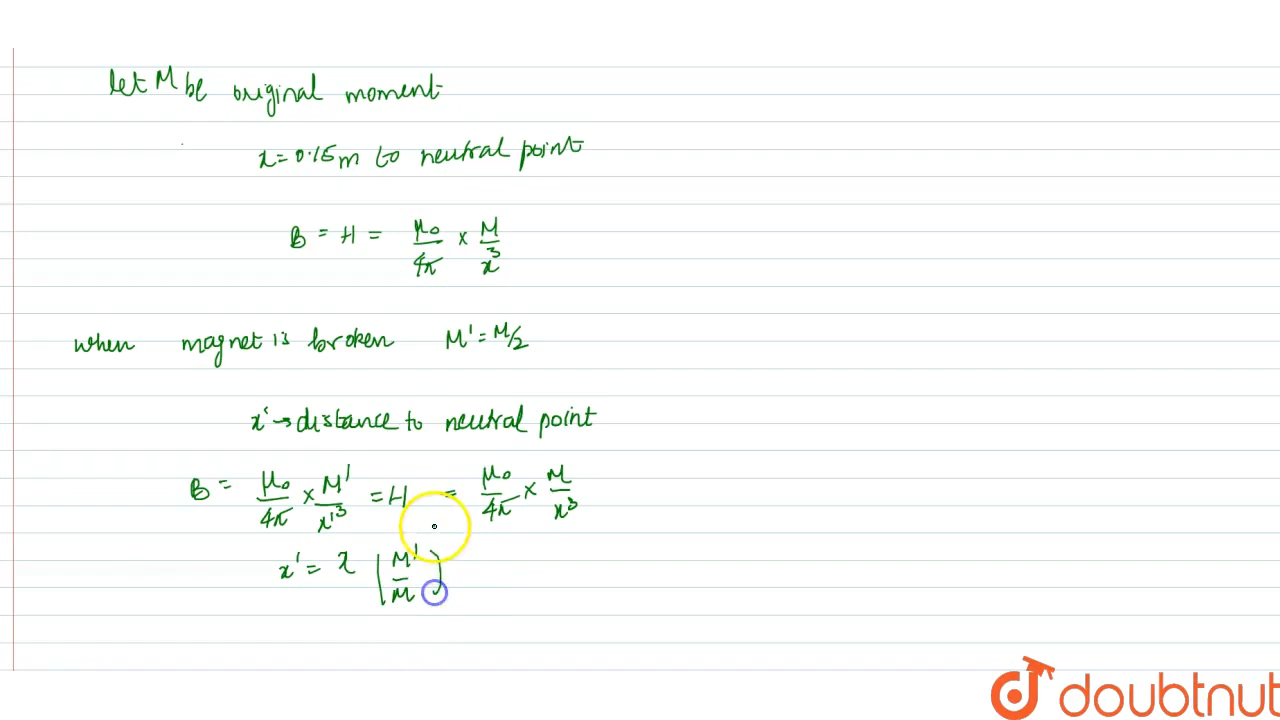 let M be original moment
x = 0.15m to neutral point
B = H = μ₀/4π × M/x³
when magnet is broken M' = M/2
x' → distance to neutral point
B = μ₀/4π × M'/x'³ = H = μ₀/4π × M/x³
x' = x (M'/M)
doubtnut